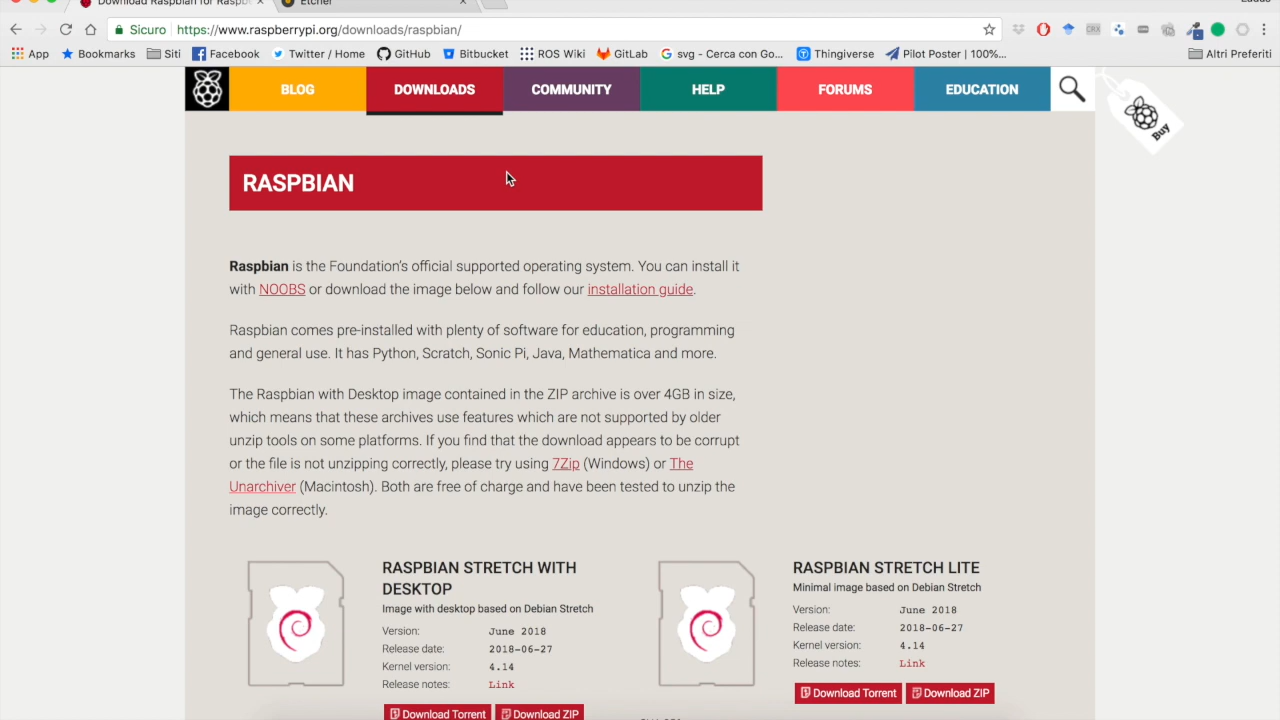 Download Raspbian for Raspb
Etcher
Sicuro
https://www.raspberrypi.org/downloads/raspbian/
App
Bookmarks
Siti
Facebook
Twitter / Home
GitHub
Bitbucket
ROS Wiki
GitLab
svg - Cerca con Go...
Thingiverse
Pilot Poster | 100%...
Altri Preferiti
BLOG
DOWNLOADS
COMMUNITY
HELP
FORUMS
EDUCATION
Buy
RASPBIAN
Raspbian is the Foundation's official supported operating system. You can install it
with NOOBS or download the image below and follow our installation guide.
Raspbian comes pre-installed with plenty of software for education, programming
and general use. It has Python, Scratch, Sonic Pi, Java, Mathematica and more.
The Raspbian with Desktop image contained in the ZIP archive is over 4GB in size,
which means that these archives use features which are not supported by older
unzip tools on some platforms. If you find that the download appears to be corrupt
or the file is not unzipping correctly, please try using 7Zip (Windows) or The
Unarchiver (Macintosh). Both are free of charge and have been tested to unzip the
image correctly.
RASPBIAN STRETCH WITH
DESKTOP
Image with desktop based on Debian Stretch
Version: June 2018
Release date: 2018-06-27
Kernel version: 4.14
Release notes: Link
Download Torrent
Download ZIP
RASPBIAN STRETCH LITE
Minimal image based on Debian Stretch
Version: June 2018
Release date: 2018-06-27
Kernel version: 4.14
Release notes: Link
Download Torrent
Download ZIP